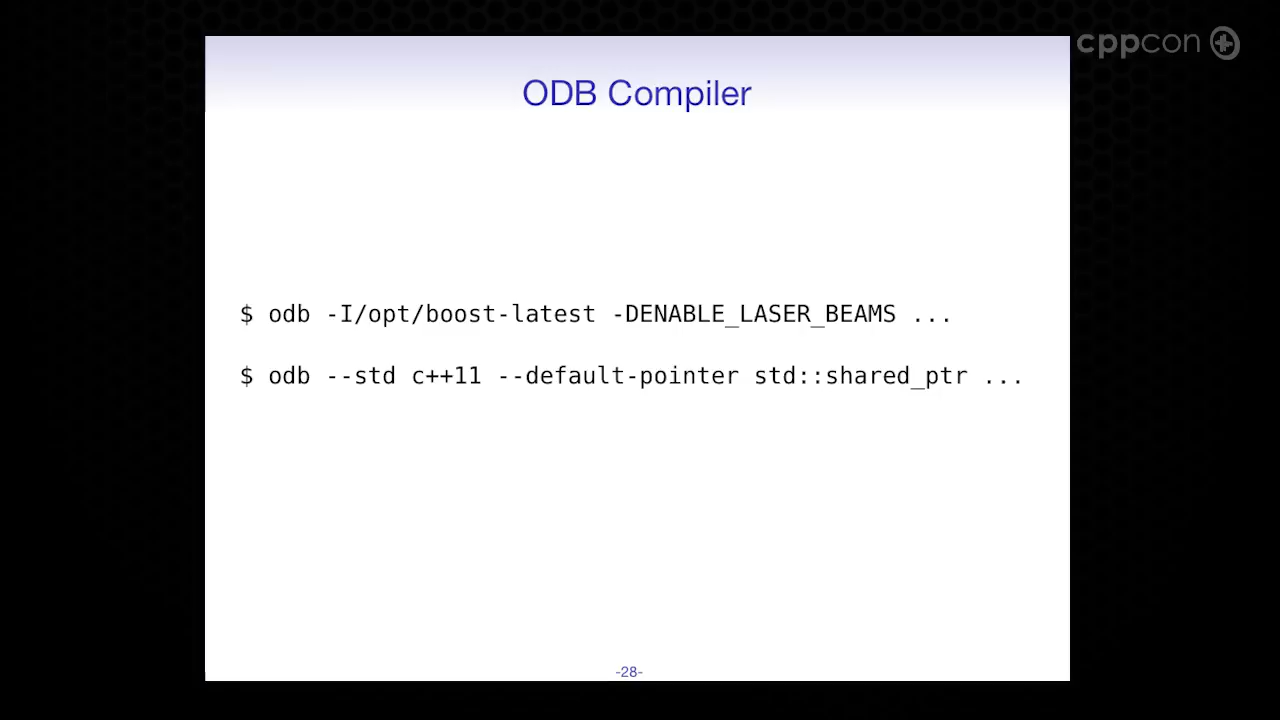 cppcon
ODB Compiler
$ odb -I/opt/boost-latest -DENABLE_LASER_BEAMS ...
$ odb --std c++11 --default-pointer std::shared_ptr ...
-28-